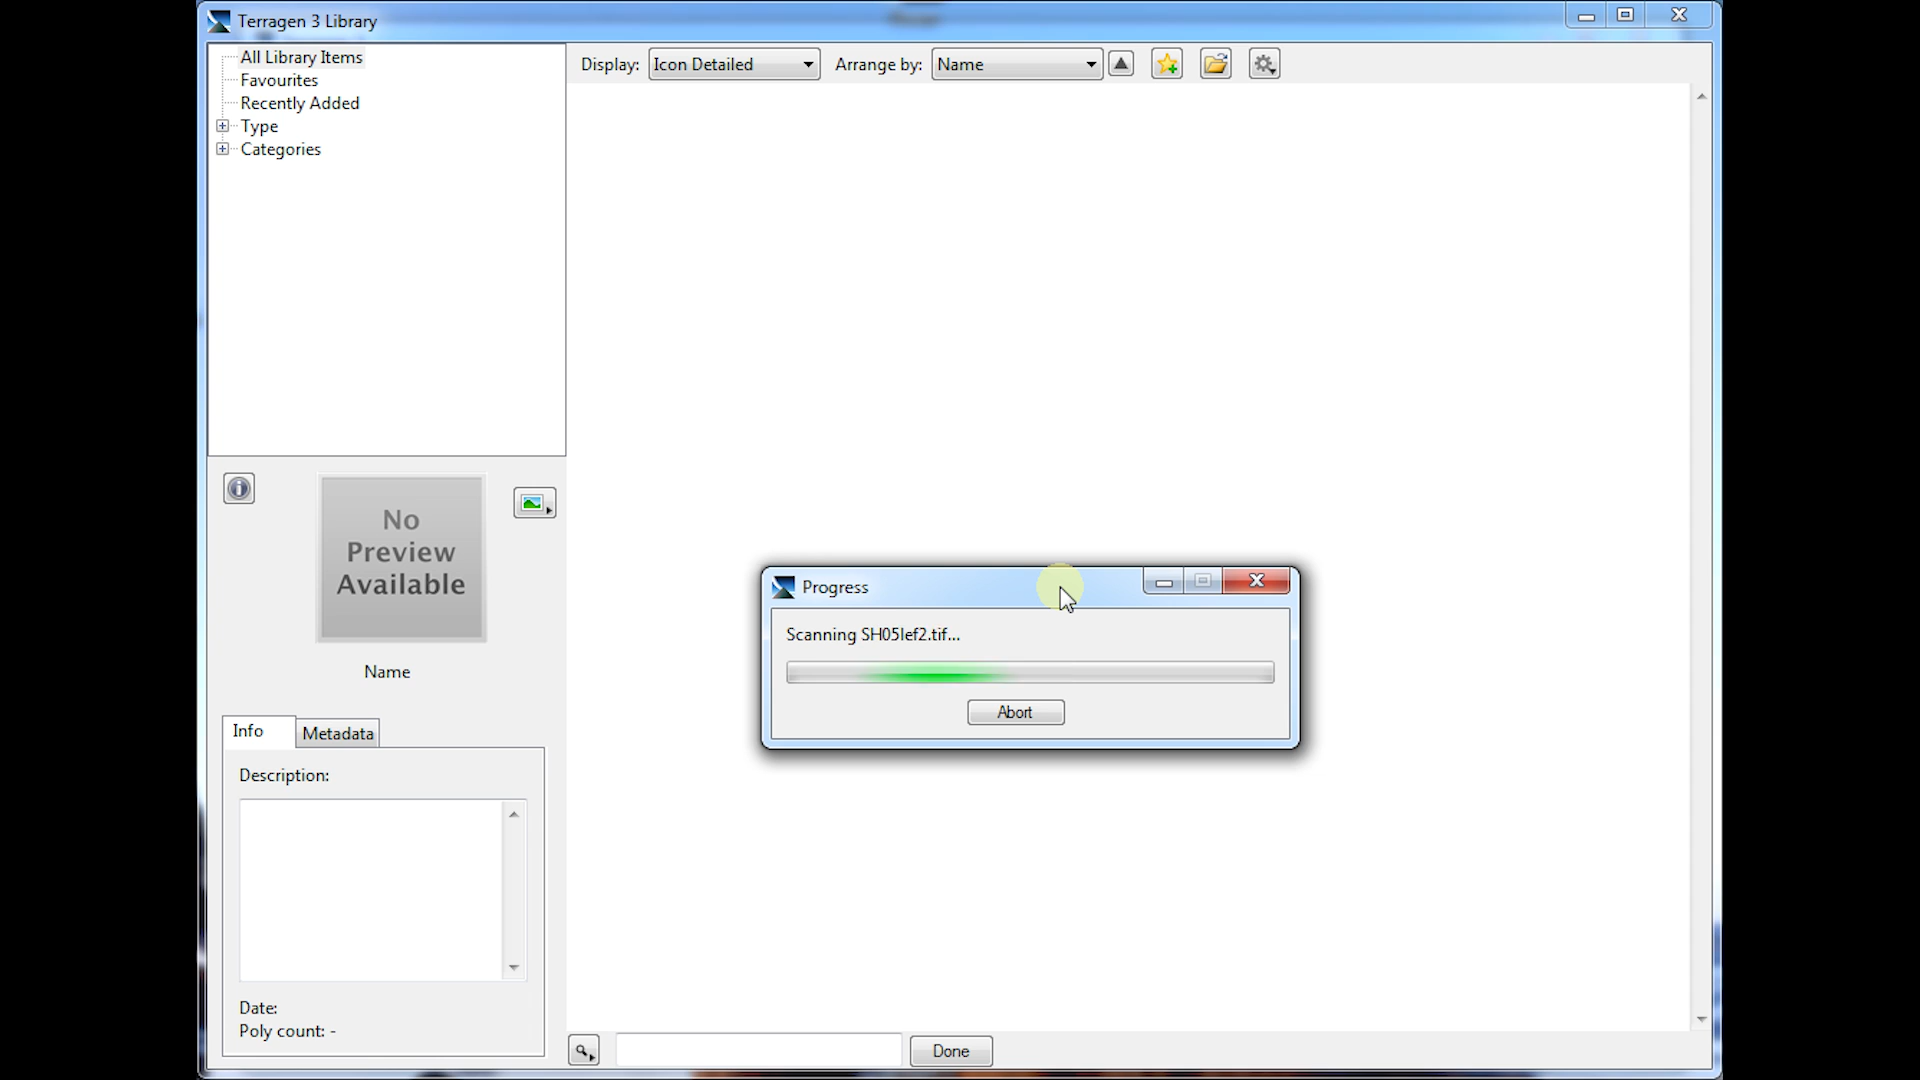 Terragen 3 Library
All Library Items
Favourites
Recently Added
Type
Categories
Display: Icon Detailed Arrange by: Name
No
Preview
Available
Name
Info Metadata
Description:
Date:
Poly count: -
Progress
Scanning SH05lef2.tif...
Abort
Done